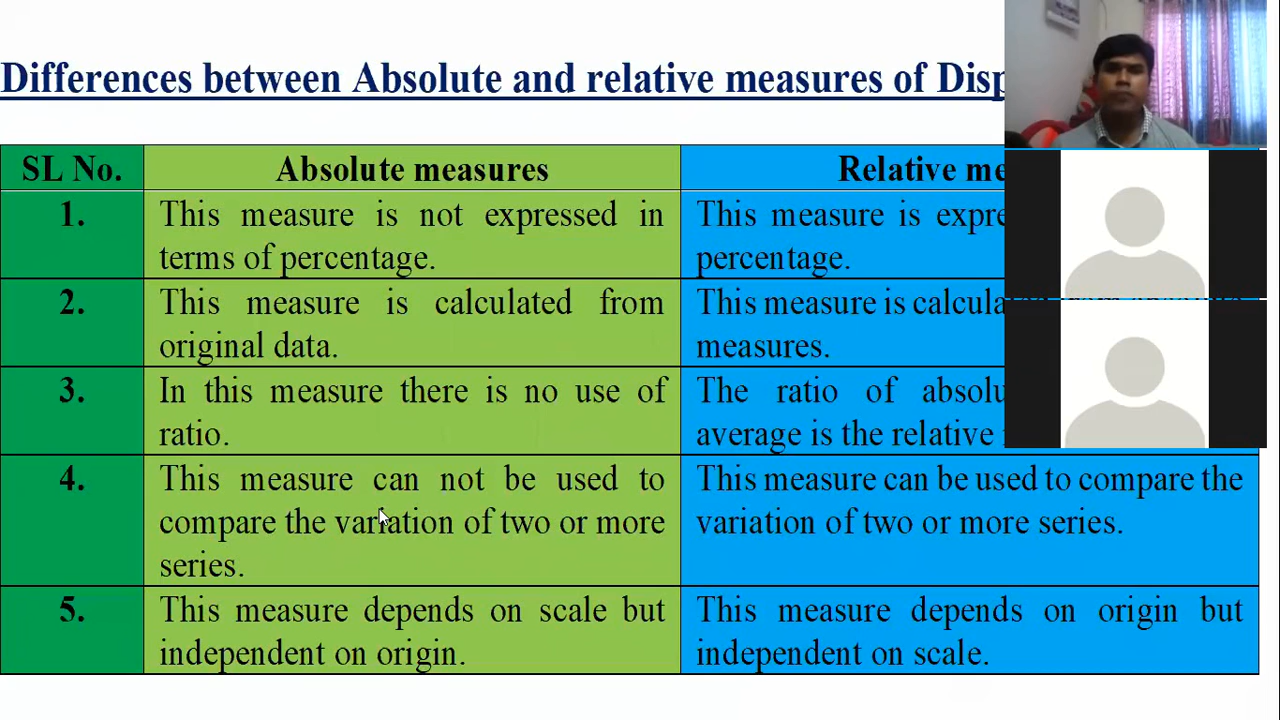 Differences between Absolute and relative measures of
SL No. Absolute measures Relative
1. This measure is not expressed in
terms of percentage.
This measure is
percentage.
2. This measure is calculated from
original data.
This measure is
measures.
3. In this measure there is no use of
ratio.
The ratio of
average is the relative
4. This measure can not be used to
compare the variation of two or more
series.
This measure can be used to compare the
variation of two or more series.
5. This measure depends on scale but
independent on origin.
This measure depends on origin but
independent on scale.